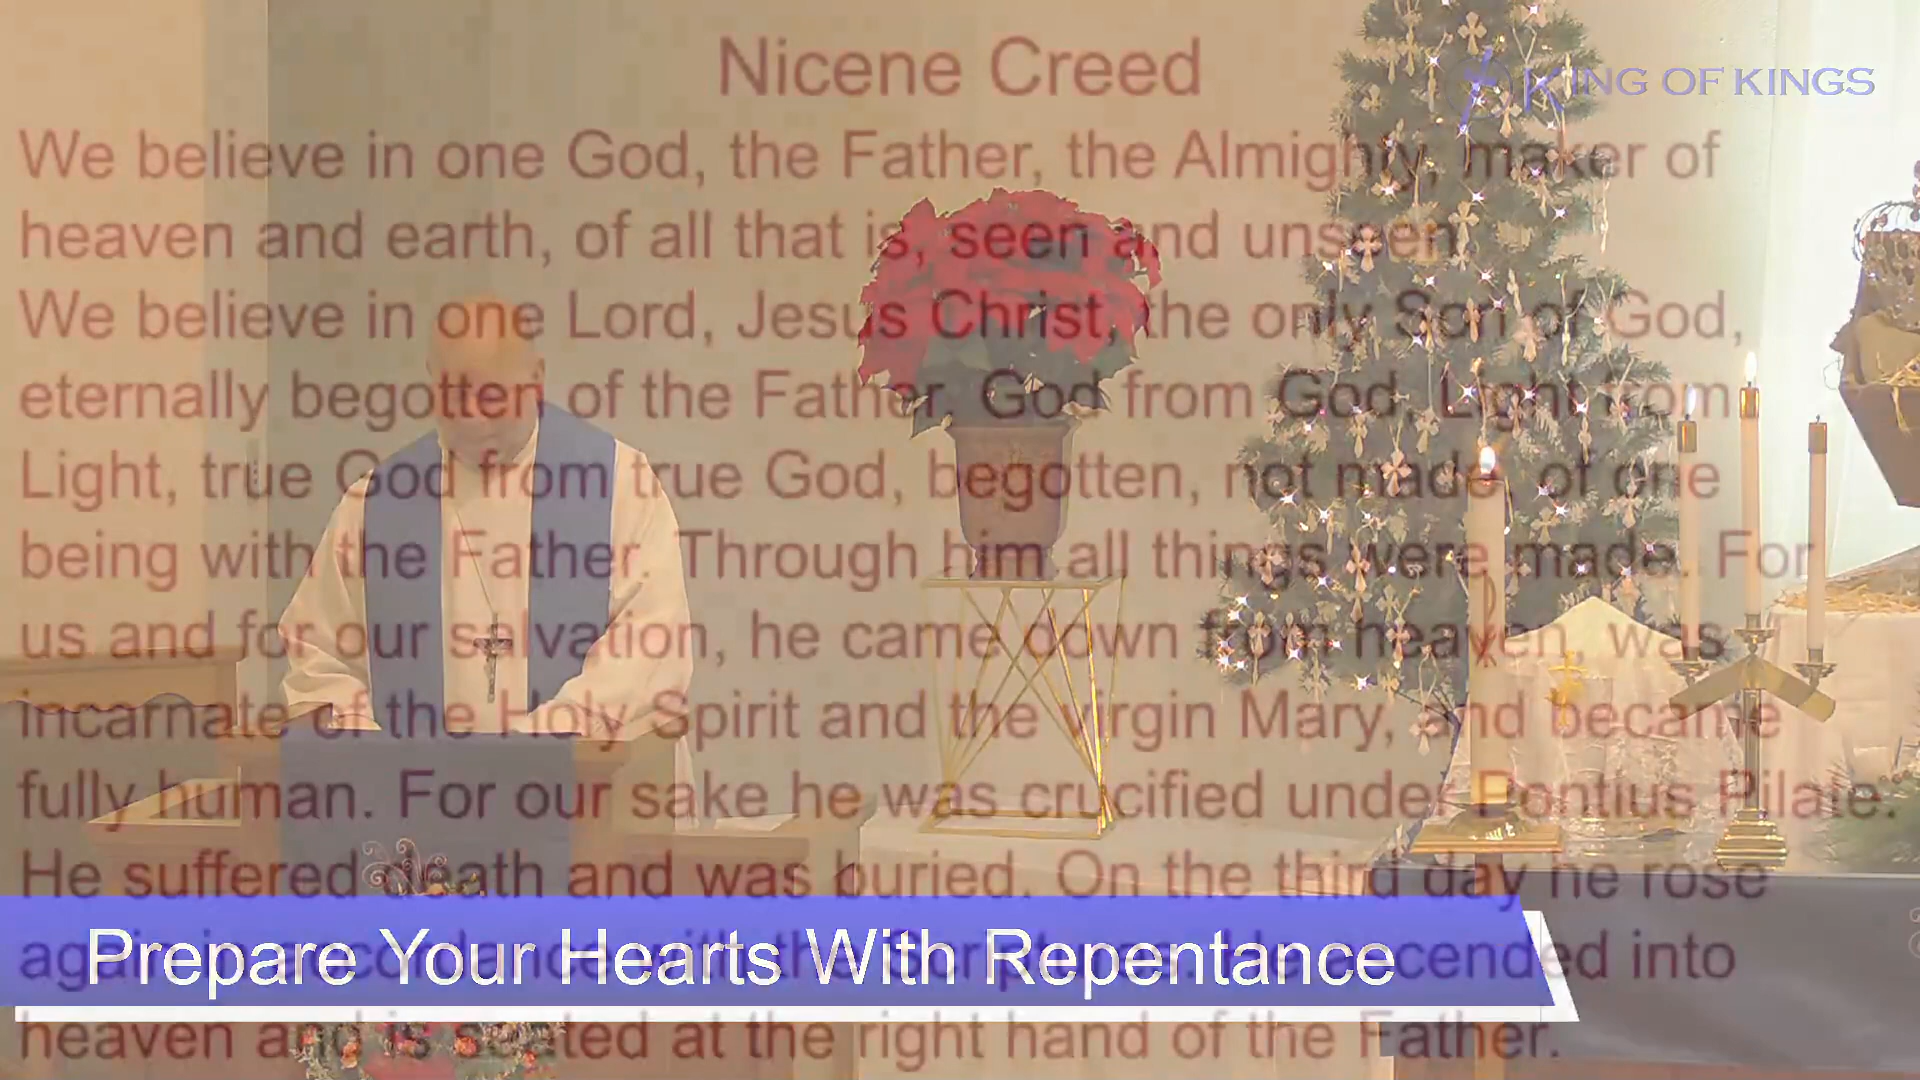 Nicene Creed
KING OF KINGS
We believe in one God, the Father, the Almighty, maker of
heaven and earth, of all that is, seen and unseen.
We believe in one Lord, Jesus Christ, the only Son of God,
eternally begotten of the Father, God from God, Light from
Light, true God from true God, begotten, not made, of one
being with the Father. Through him all things were made. For
us and for our salvation, he came down from heaven, was
incarnate of the Holy Spirit and the virgin Mary, and became
fully human. For our sake he was crucified under Pontius Pilate.
He suffered death and was buried. On the third day he rose
again in accordance with the ascended into
Prepare Your Hearts With Repentance
heaven and is seated at the right hand of the Father.